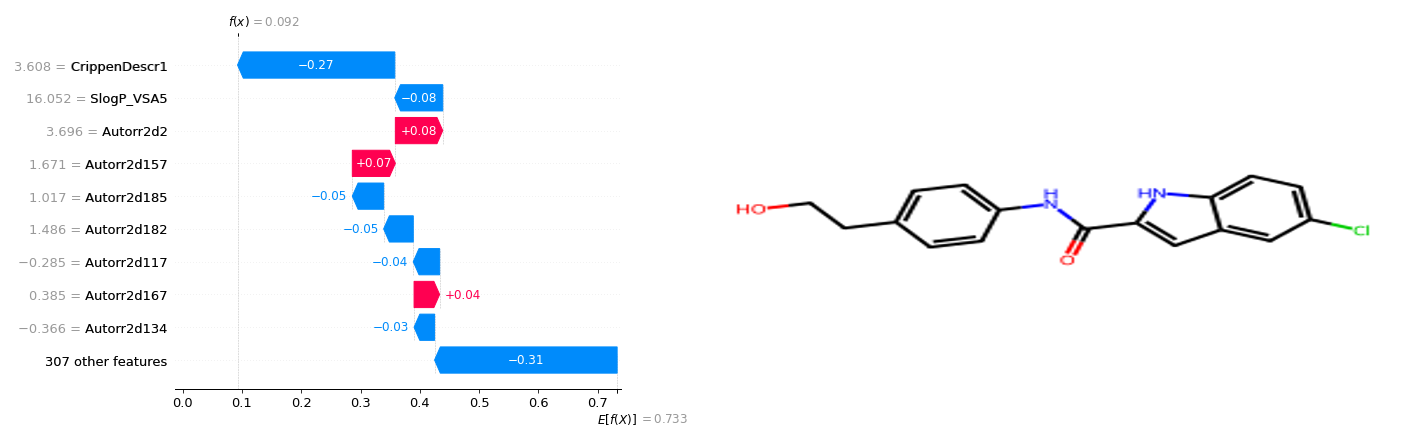 f(x) = 0.092
3.608 = CrippenDescr1
−0.27
16.052 = SlogP_VSA5
−0.08
3.696 = Autorr2d2
+0.08
1.671 = Autorr2d157
+0.07
1.017 = Autorr2d185
−0.05
1.486 = Autorr2d182
−0.05
−0.285 = Autorr2d117
−0.04
0.385 = Autorr2d167
+0.04
−0.366 = Autorr2d134
−0.03
307 other features
−0.31
0.0 0.1 0.2 0.3 0.4 0.5 0.6 0.7
E[f(X)] = 0.733
HO
H
N
O
HN
Cl